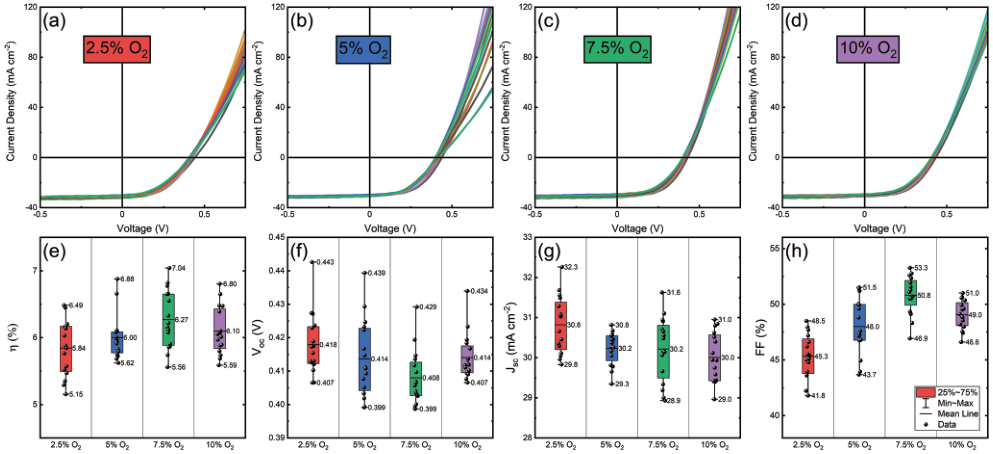 (a)
2.5% O₂
Current Density (mA cm⁻²)
120
80
40
0
-40
-0.5
0
0.5
Voltage (V)
(b)
5% O₂
Current Density (mA cm⁻²)
120
80
40
0
-40
-0.5
0
0.5
Voltage (V)
(c)
7.5% O₂
Current Density (mA cm⁻²)
120
80
40
0
-40
-0.5
0
0.5
Voltage (V)
(d)
10% O₂
Current Density (mA cm⁻²)
120
80
40
0
-40
-0.5
0
0.5
Voltage (V)
(e)
η (%)
7
6
5
6.49
5.84
5.15
6.88
6.00
5.62
7.04
6.27
5.56
6.80
6.10
5.59
2.5% O₂
5% O₂
7.5% O₂
10% O₂
(f)
V_oc (V)
0.45
0.44
0.43
0.42
0.41
0.40
0.39
0.443
0.418
0.407
0.439
0.414
0.399
0.429
0.408
0.399
0.434
0.414
0.407
2.5% O₂
5% O₂
7.5% O₂
10% O₂
(g)
J_sc (mA cm⁻²)
33
32
31
30
29
28
32.3
30.8
29.8
30.8
30.2
29.3
31.6
30.2
28.9
31.0
30.0
29.0
2.5% O₂
5% O₂
7.5% O₂
10% O₂
(h)
FF (%)
55
50
45
40
48.5
45.3
41.8
51.5
48.0
43.7
53.3
50.8
46.9
51.0
49.0
46.6
25%~75%
Min~Max
Mean Line
Data
2.5% O₂
5% O₂
7.5% O₂
10% O₂